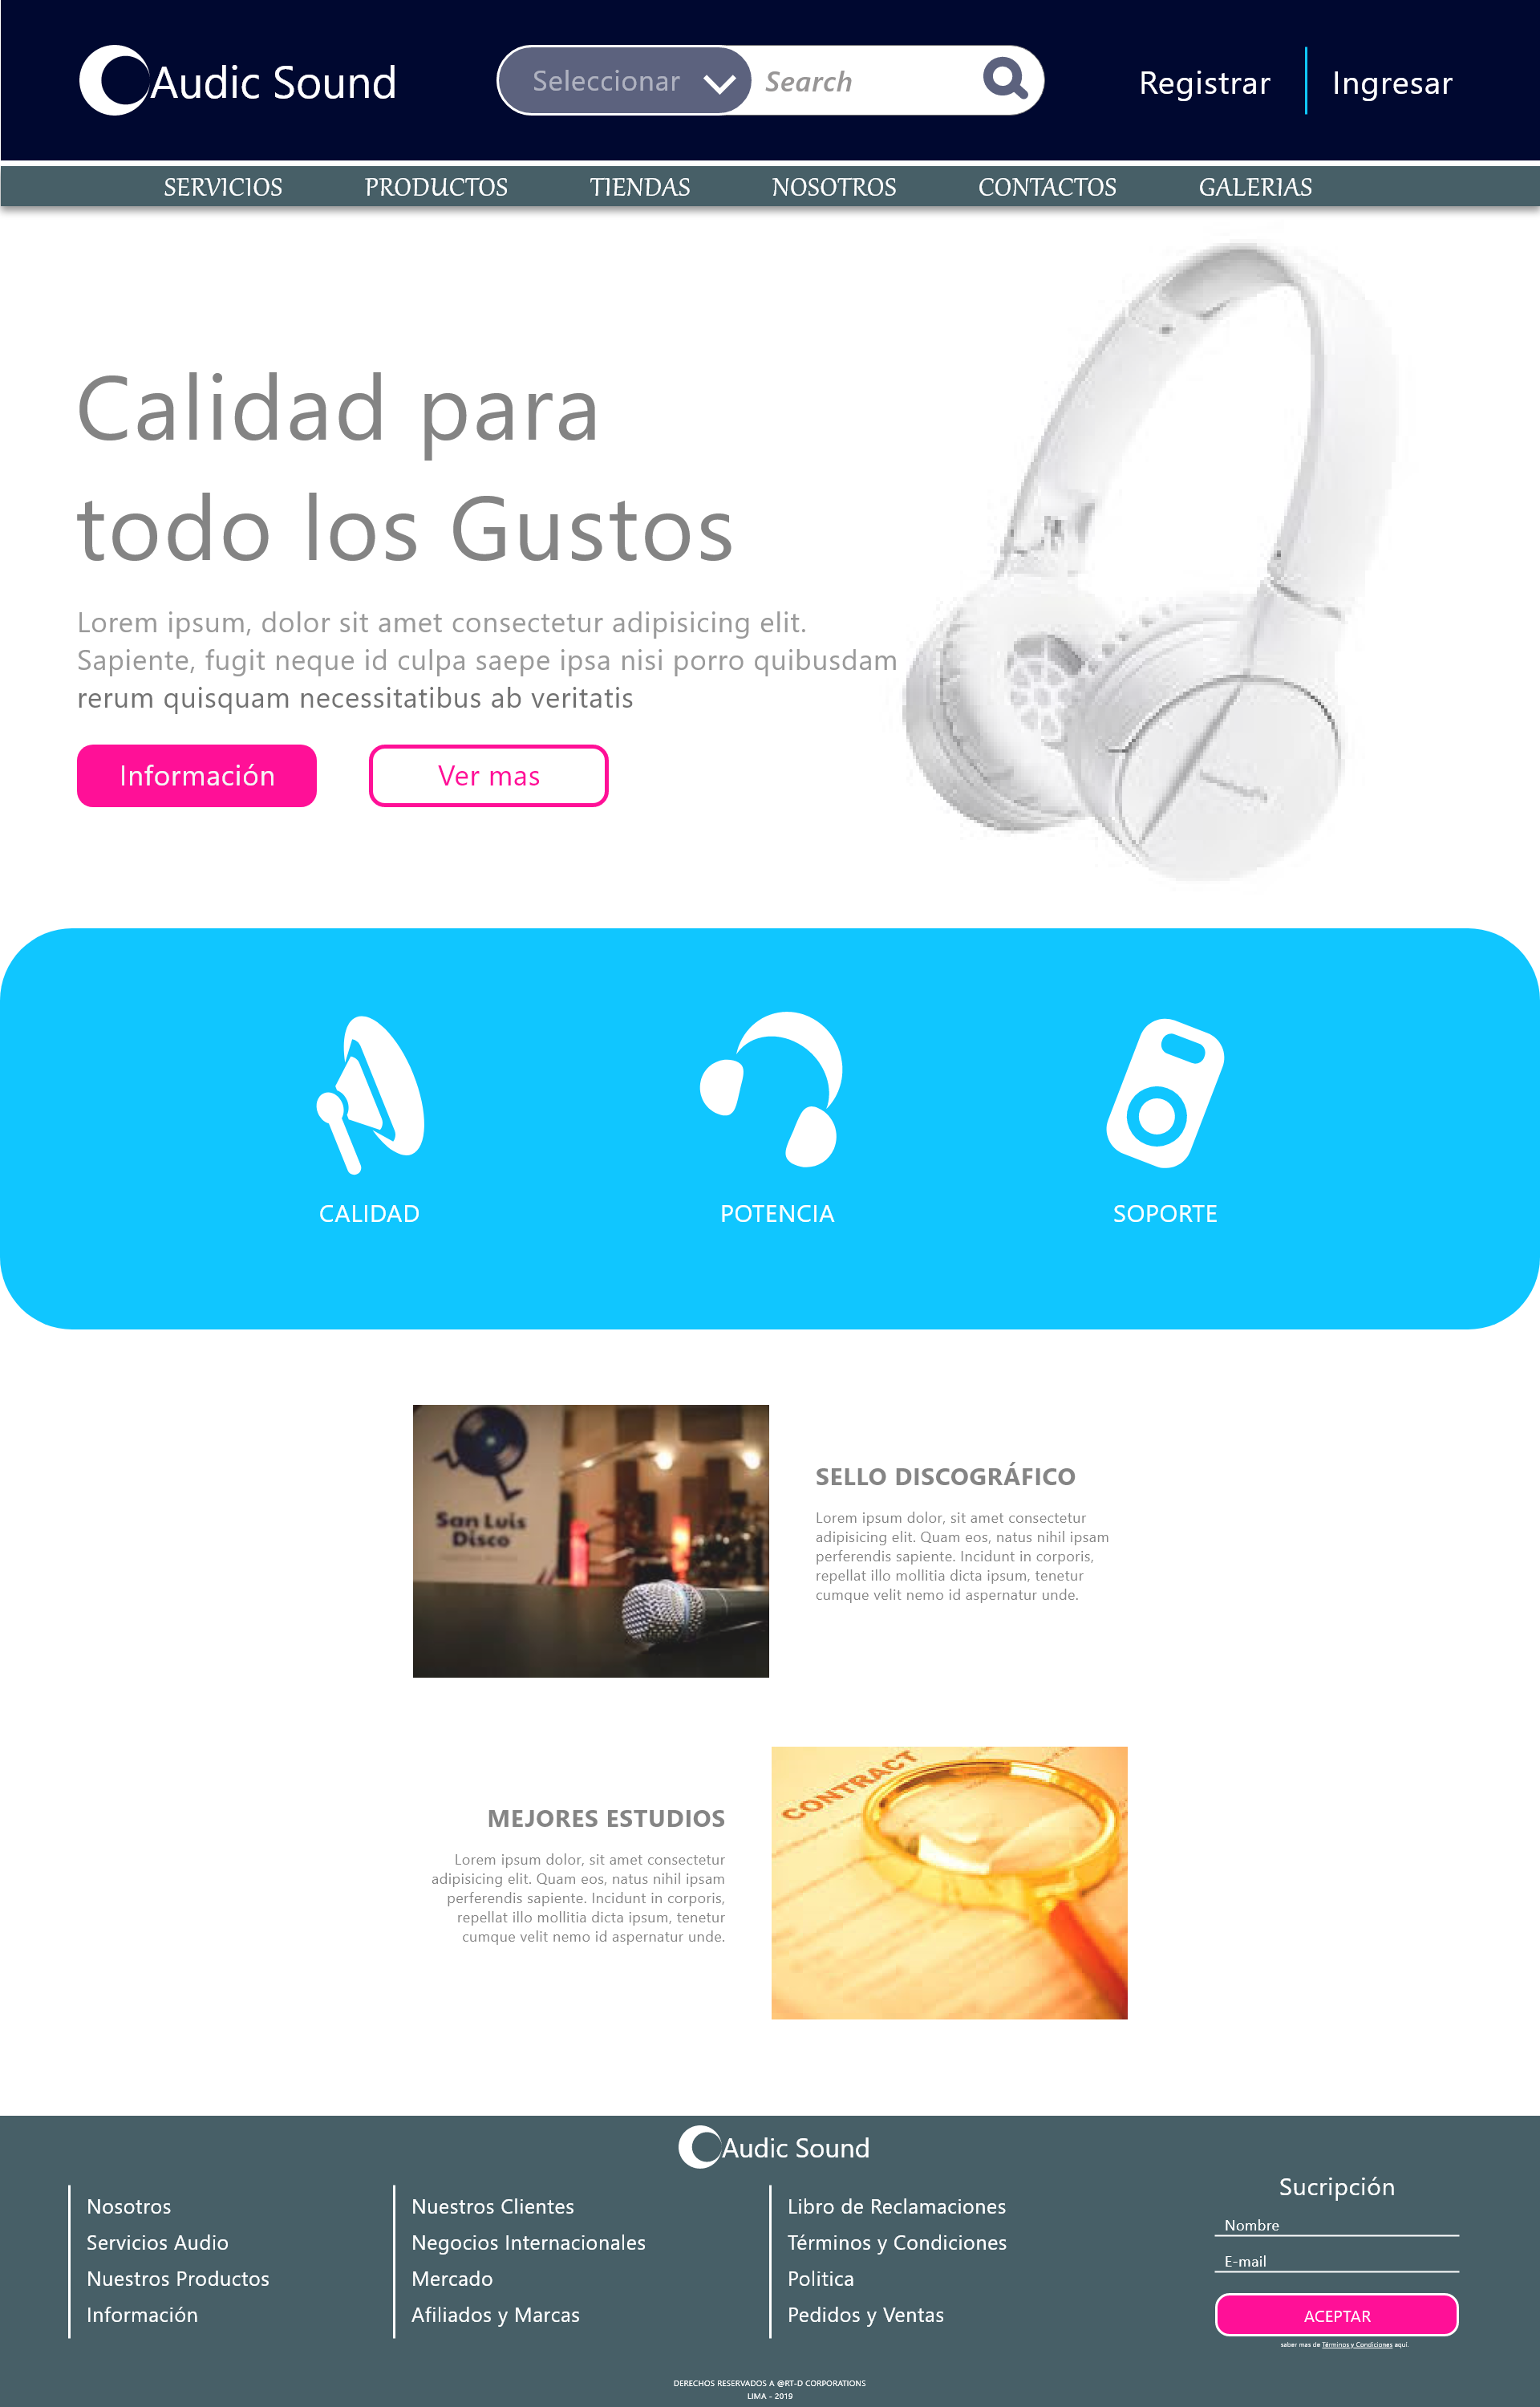 Audic Sound
Seleccionar
Search
Registrar
Ingresar
SERVICIOS
PRODUCTOS
TIENDAS
NOSOTROS
CONTACTOS
GALERIAS
Calidad para
todo los Gustos
Lorem ipsum, dolor sit amet consectetur adipisicing elit.
Sapiente, fugit neque id culpa saepe ipsa nisi porro quibusdam
rerum quisquam necessitatibus ab veritatis
Información
Ver mas
CALIDAD
POTENCIA
SOPORTE
San Luis
Disco
SELLO DISCOGRÁFICO
Lorem ipsum dolor, sit amet consectetur
adipisicing elit. Quam eos, natus nihil ipsam
perferendis sapiente. Incidunt in corporis,
repellat illo mollitia dicta ipsum, tenetur
cumque velit nemo id aspernatur unde.
MEJORES ESTUDIOS
Lorem ipsum dolor, sit amet consectetur
adipisicing elit. Quam eos, natus nihil ipsam
perferendis sapiente. Incidunt in corporis,
repellat illo mollitia dicta ipsum, tenetur
cumque velit nemo id aspernatur unde.
CONTRACT
Audic Sound
Nosotros
Servicios Audio
Nuestros Productos
Información
Nuestros Clientes
Negocios Internacionales
Mercado
Afiliados y Marcas
Libro de Reclamaciones
Términos y Condiciones
Politica
Pedidos y Ventas
Sucripción
Nombre
E-mail
ACEPTAR
saber mas de Términos y Condiciones aquí.
DERECHOS RESERVADOS A @RT-D CORPORATIONS
LIMA - 2019